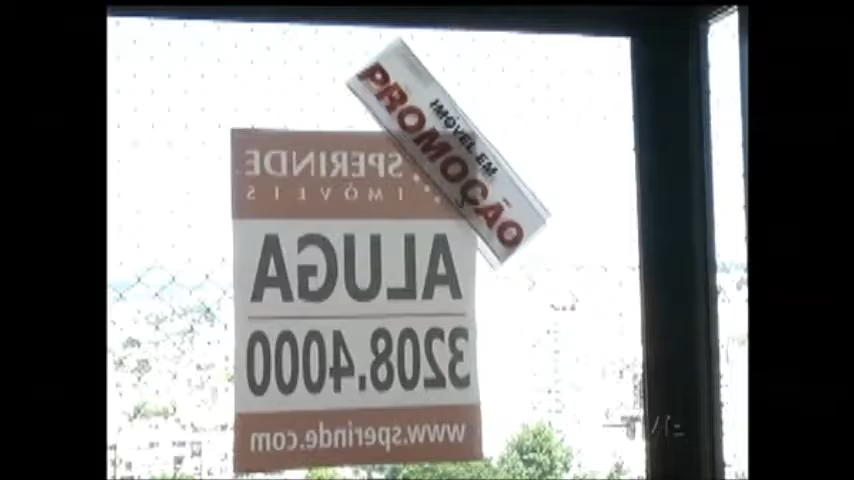 IMÓVEL EM
PROMOÇÃO
SPERINDE
IMÓVEIS
ALUGA
3208.4000
www.sperinde.com